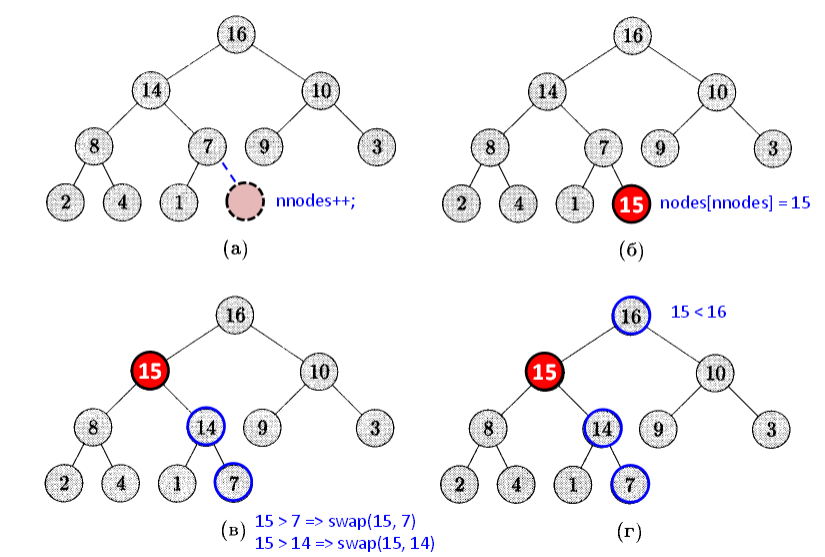 16
14 10
8 7 9 3
2 4 1 nnodes++;
(а)
16
14 10
8 7 9 3
2 4 1 15 nodes[nnodes] = 15
(б)
16
15 10
8 14 9 3
2 4 1 7
(в) 15 > 7 => swap(15, 7)
15 > 14 => swap(15, 14)
16 15 < 16
15 10
8 14 9 3
2 4 1 7
(г)